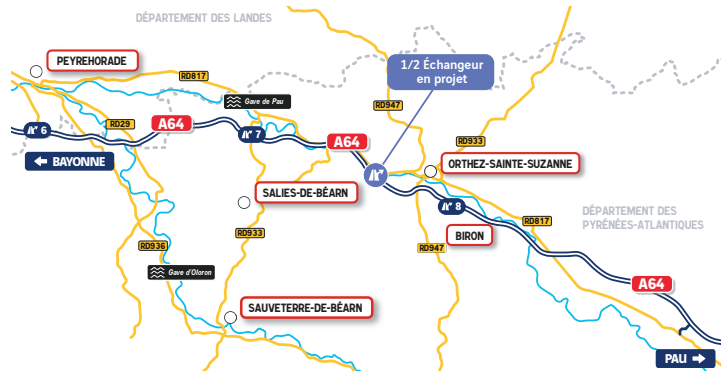 DÉPARTEMENT DES LANDES
PEYREHORADE
1/2 Échangeur
en projet
RD817
Gave de Pau
RD947
6
RD29
A64
7
A64
RD933
BAYONNE
ORTHEZ-SAINTE-SUZANNE
SALIES-DE-BÉARN
8
DÉPARTEMENT DES
PYRÉNÉES-ATLANTIQUES
RD817
RD933
BIRON
RD936
RD947
Gave d'Oloron
A64
SAUVETERRE-DE-BÉARN
PAU